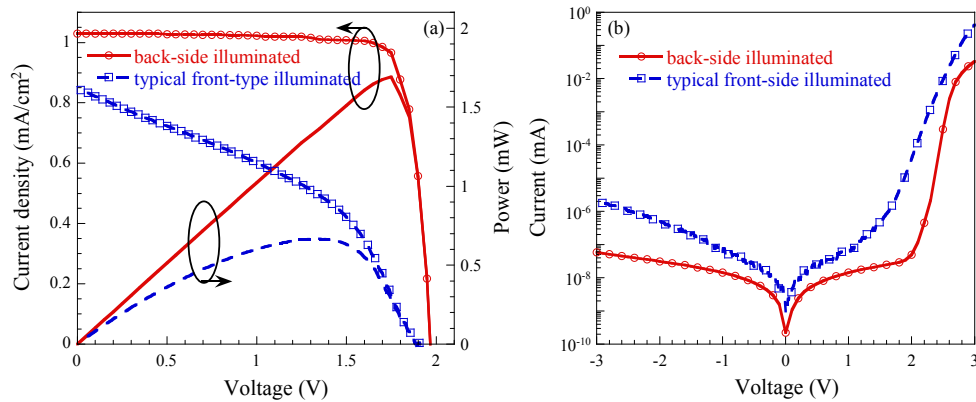 (a)
back-side illuminated
typical front-type illuminated
Current density (mA/cm²)
1
0.8
0.6
0.4
0.2
0
0
0.5
1
1.5
2
Voltage (V)
2
1.5
1
0.5
0
Power (mW)
(b)
back-side illuminated
typical front-side illuminated
Current (mA)
10⁰
10⁻²
10⁻⁴
10⁻⁶
10⁻⁸
10⁻¹⁰
-3
-2
-1
0
1
2
3
Voltage (V)